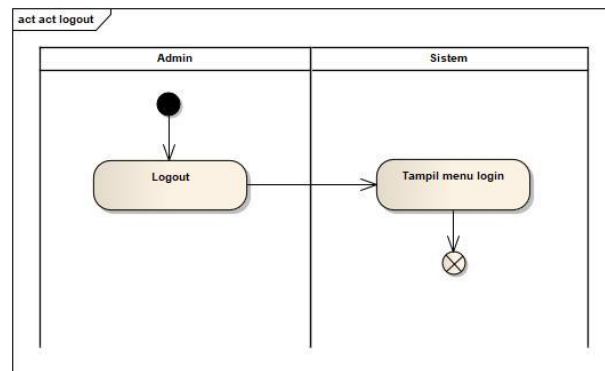 act act logout
Admin
Sistem
Logout
Tampil menu login